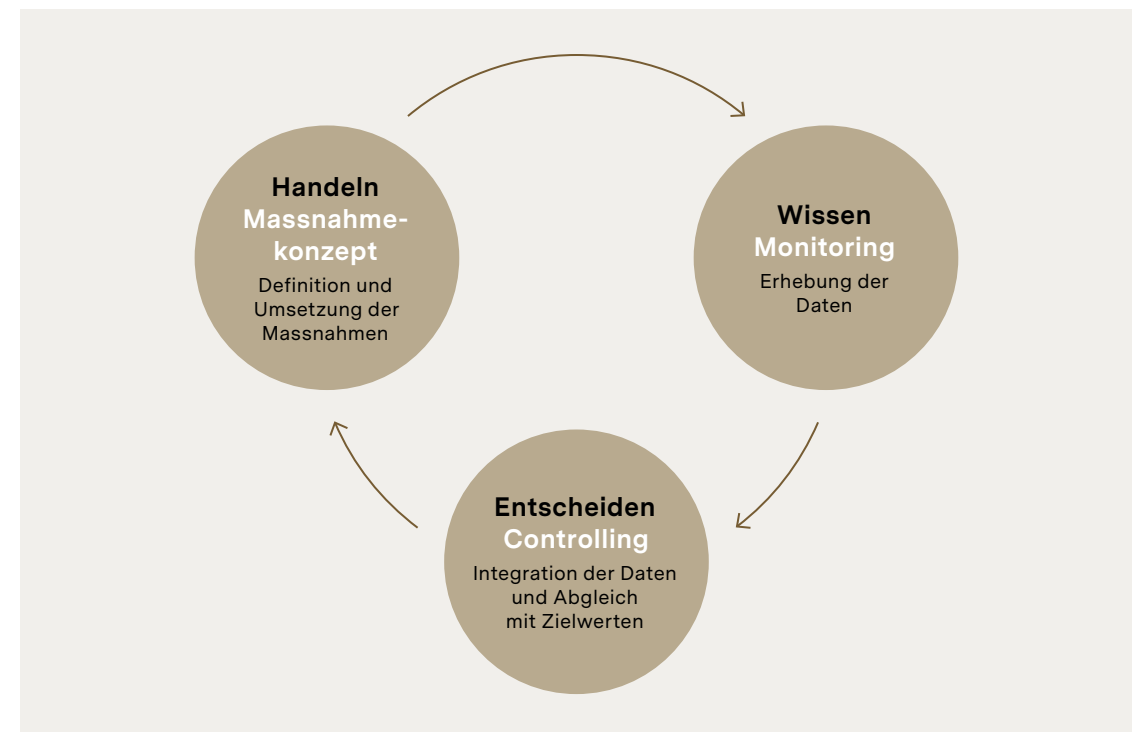 Handeln
Massnahme-
konzept
Definition und
Umsetzung der
Massnahmen
Wissen
Monitoring
Erhebung der
Daten
Entscheiden
Controlling
Integration der Daten
und Abgleich
mit Zielwerten